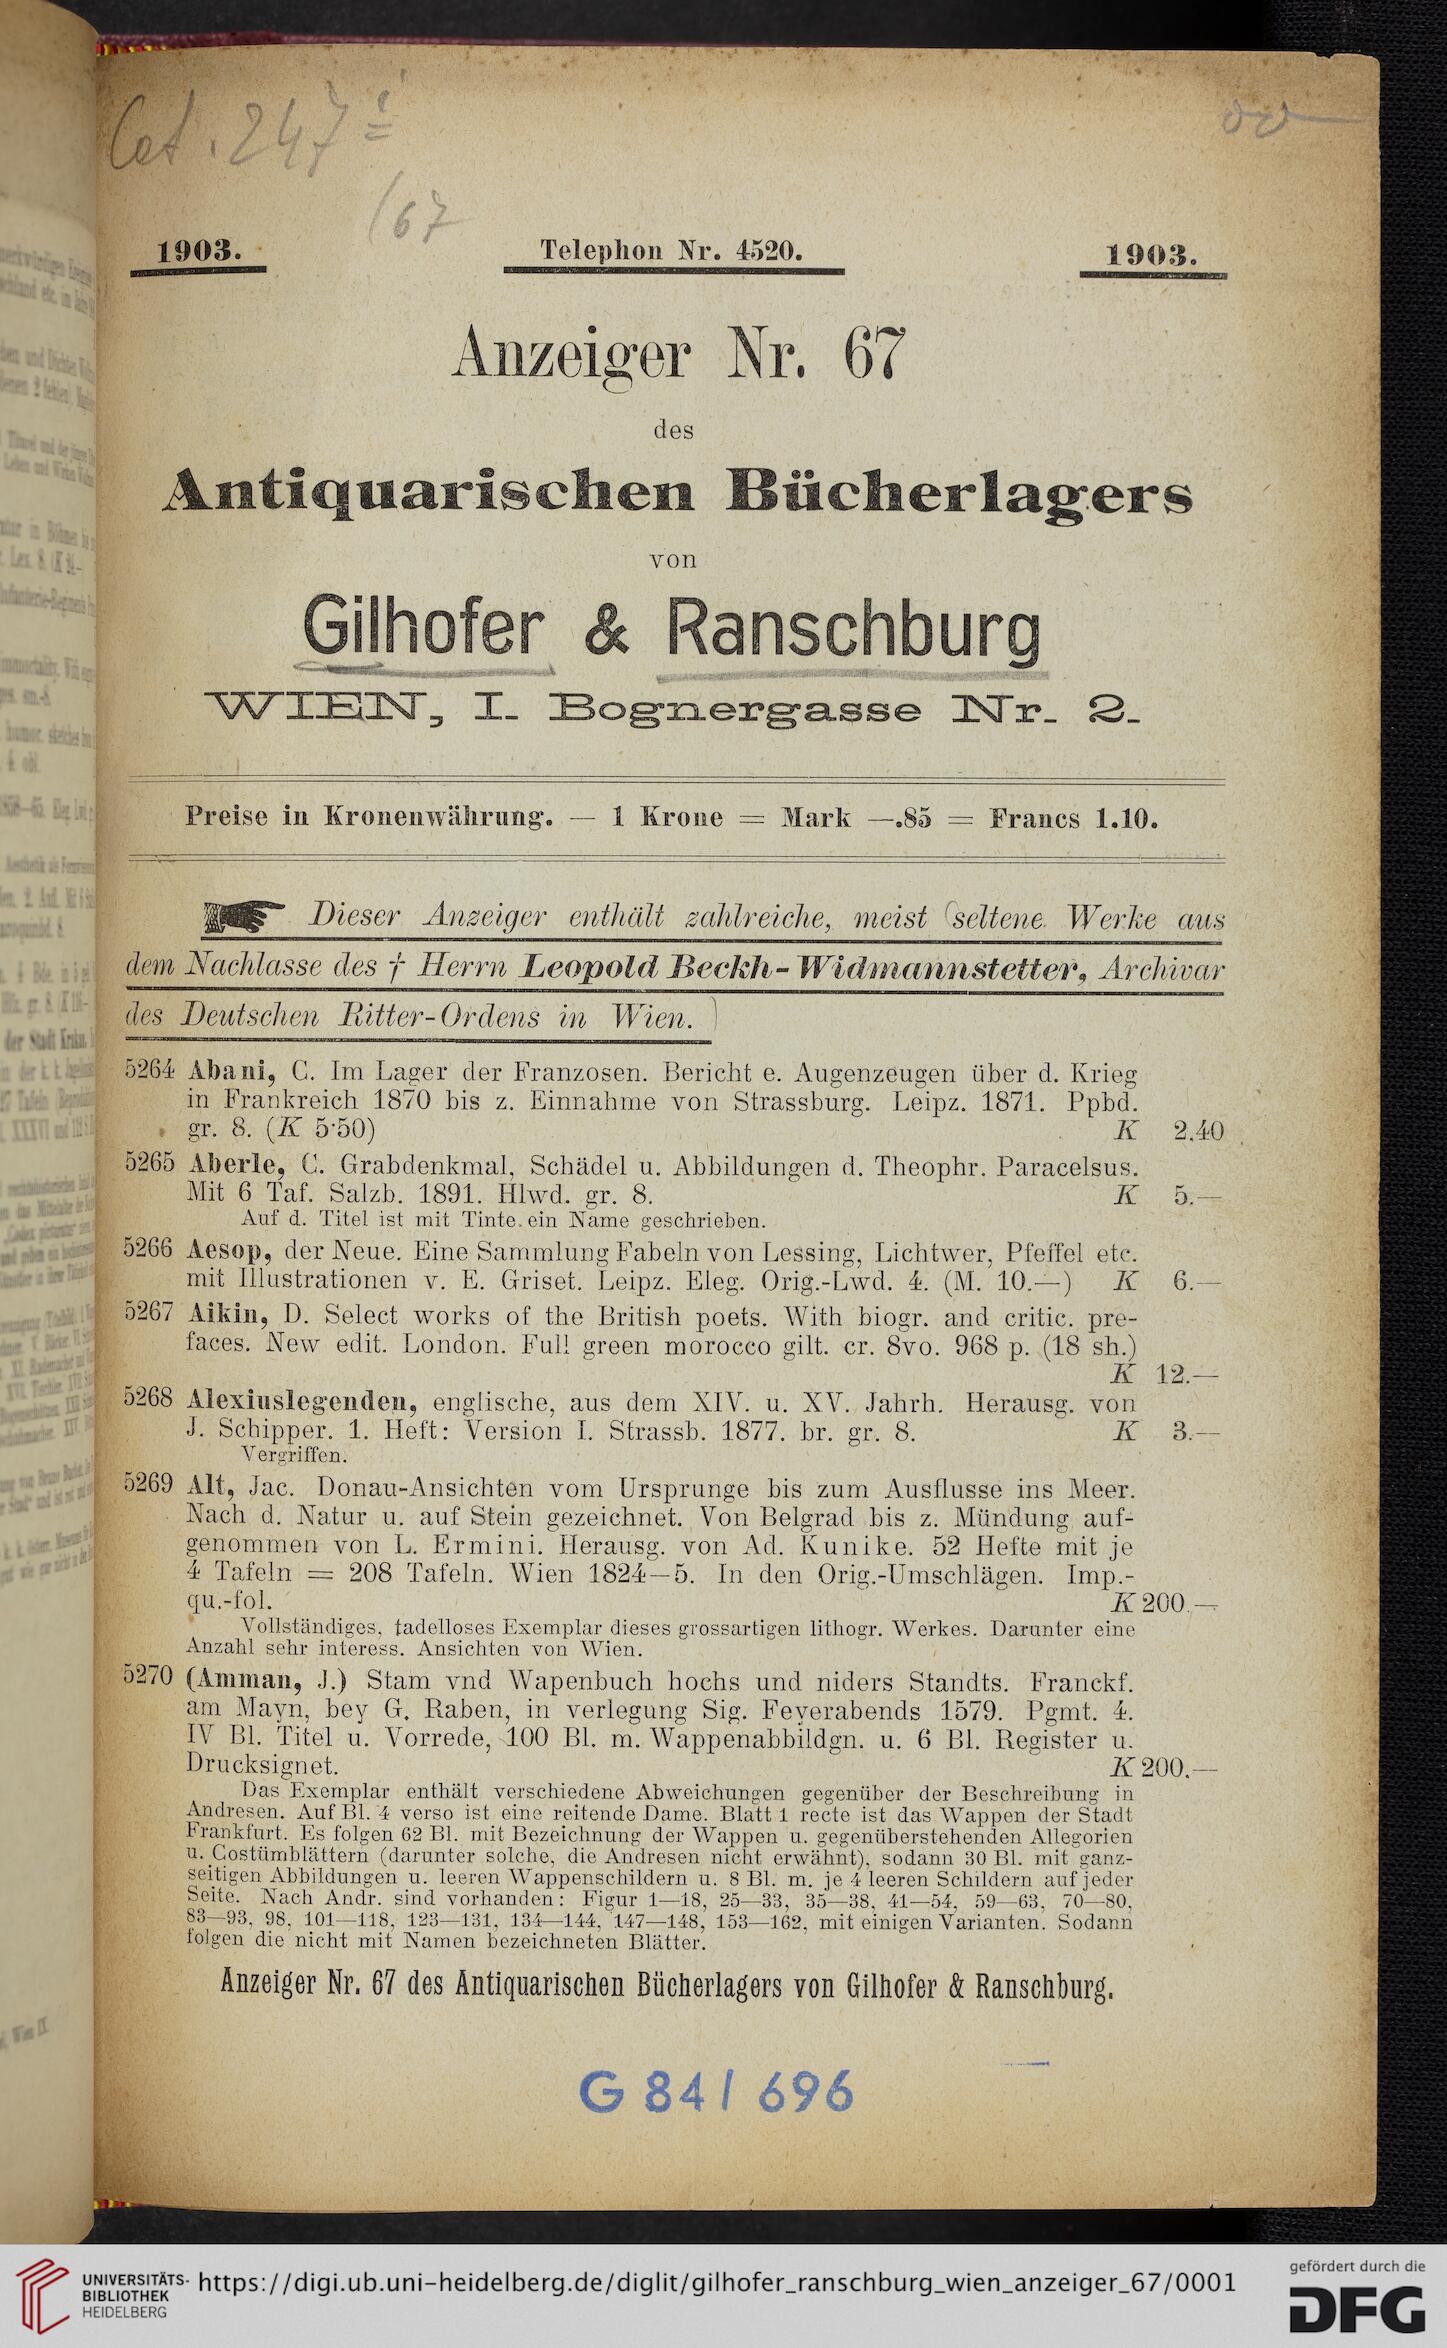 Cat. 247 i
(67
1903. Telephon Nr. 4520. 1903.
Anzeiger Nr. 67
des
Antiquarischen Bücherlagers
von
Gilhofer & Ranschburg
WIEN, I. Bognergasse Nr. 2.
Preise in Kronenwährung. — 1 Krone = Mark —.85 = Francs 1.10.
Dieser Anzeiger enthält zahlreiche, meist seltene Werke aus
dem Nachlasse des † Herrn Leopold Beckh-Widmannstetter, Archivar
des Deutschen Ritter-Ordens in Wien.
5264 Abani, C. Im Lager der Franzosen. Bericht e. Augenzeugen über d. Krieg
in Frankreich 1870 bis z. Einnahme von Strassburg. Leipz. 1871. Ppbd.
gr. 8. (K 5·50) K 2.40
5265 Aberle, C. Grabdenkmal, Schädel u. Abbildungen d. Theophr. Paracelsus.
Mit 6 Taf. Salzb. 1891. Hlwd. gr. 8. K 5.—
Auf d. Titel ist mit Tinte ein Name geschrieben.
5266 Aesop, der Neue. Eine Sammlung Fabeln von Lessing, Lichtwer, Pfeffel etc.
mit Illustrationen v. E. Griset. Leipz. Eleg. Orig.-Lwd. 4. (M. 10.—) K 6.—
5267 Aikin, D. Select works of the British poets. With biogr. and critic. pre-
faces. New edit. London. Full green morocco gilt. cr. 8vo. 968 p. (18 sh.)
K 12.—
5268 Alexiuslegenden, englische, aus dem XIV. u. XV. Jahrh. Herausg. von
J. Schipper. 1. Heft: Version I. Strassb. 1877. br. gr. 8. K 3.—
Vergriffen.
5269 Alt, Jac. Donau-Ansichten vom Ursprunge bis zum Ausflusse ins Meer.
Nach d. Natur u. auf Stein gezeichnet. Von Belgrad bis z. Mündung auf-
genommen von L. Ermini. Herausg. von Ad. Kunike. 52 Hefte mit je
4 Tafeln = 208 Tafeln. Wien 1824—5. In den Orig.-Umschlägen. Imp.-
qu.-fol. K 200.—
Vollständiges, tadelloses Exemplar dieses grossartigen lithogr. Werkes. Darunter eine
Anzahl sehr interess. Ansichten von Wien.
5270 (Amman, J.) Stam vnd Wapenbuch hochs und niders Standts. Franckf.
am Mayn, bey G. Raben, in verlegung Sig. Feyerabends 1579. Pgmt. 4.
IV Bl. Titel u. Vorrede, 100 Bl. m. Wappenabbildgn. u. 6 Bl. Register u.
Drucksignet. K 200.—
Das Exemplar enthält verschiedene Abweichungen gegenüber der Beschreibung in
Andresen. Auf Bl. 4 verso ist eine reitende Dame. Blatt 1 recte ist das Wappen der Stadt
Frankfurt. Es folgen 62 Bl. mit Bezeichnung der Wappen u. gegenüberstehenden Allegorien
u. Costümblättern (darunter solche, die Andresen nicht erwähnt), sodann 30 Bl. mit ganz-
seitigen Abbildungen u. leeren Wappenschildern u. 8 Bl. m. je 4 leeren Schildern auf jeder
Seite. Nach Andr. sind vorhanden: Figur 1—18, 25—33, 35—38, 41—54, 59—63, 70—80,
83—93, 98, 101—118, 123—131, 134—144, 147—148, 153—162, mit einigen Varianten. Sodann
folgen die nicht mit Namen bezeichneten Blätter.
Anzeiger Nr. 67 des Antiquarischen Bücherlagers von Gilhofer & Ranschburg.
G 84 / 696
UNIVERSITÄTS-
BIBLIOTHEK
HEIDELBERG
https://digi.ub.uni-heidelberg.de/diglit/gilhofer_ranschburg_wien_anzeiger_67/0001
gefördert durch die
DFG